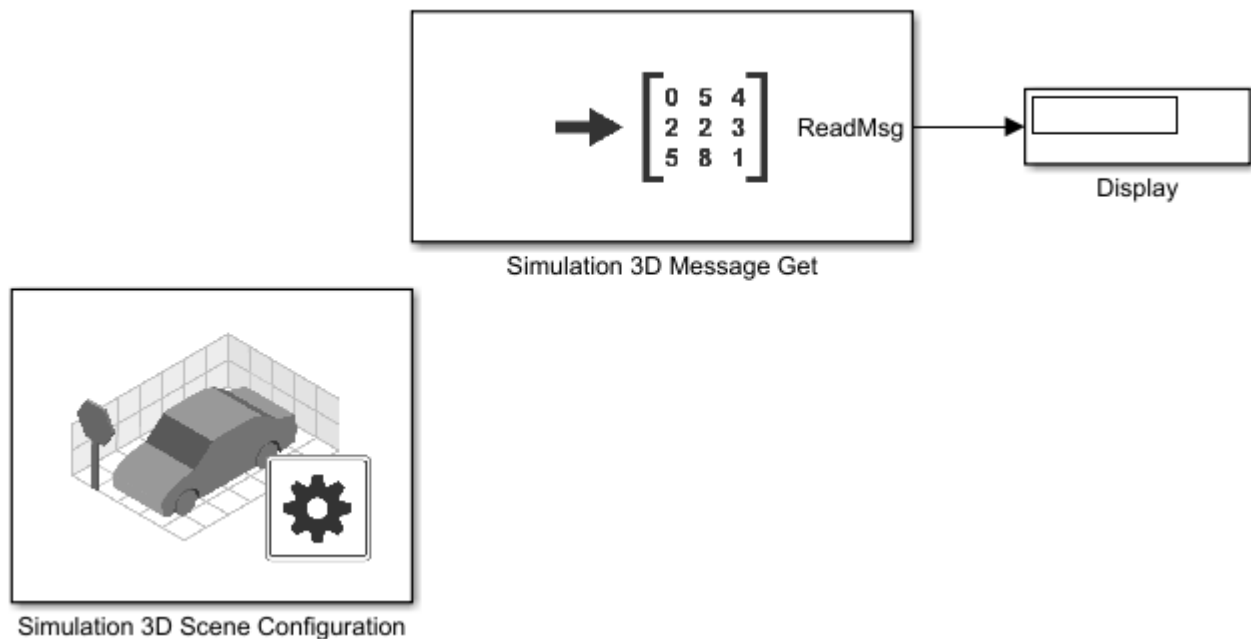 0 5 4
2 2 3
5 8 1
ReadMsg
Display
Simulation 3D Message Get
Simulation 3D Scene Configuration